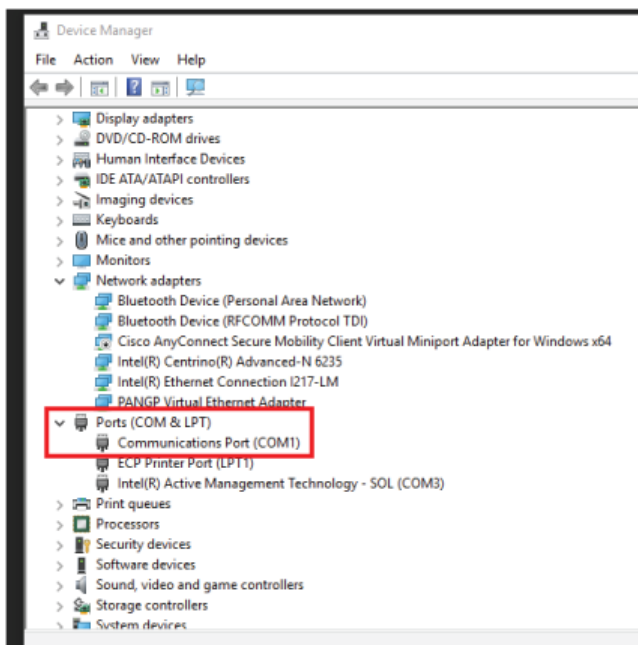 Device Manager
File Action View Help
Display adapters
DVD/CD-ROM drives
Human Interface Devices
IDE ATA/ATAPI controllers
Imaging devices
Keyboards
Mice and other pointing devices
Monitors
Network adapters
Bluetooth Device (Personal Area Network)
Bluetooth Device (RFCOMM Protocol TDI)
Cisco AnyConnect Secure Mobility Client Virtual Miniport Adapter for Windows x64
Intel(R) Centrino(R) Advanced-N 6235
Intel(R) Ethernet Connection I217-LM
PANGP Virtual Ethernet Adapter
Ports (COM & LPT)
Communications Port (COM1)
ECP Printer Port (LPT1)
Intel(R) Active Management Technology - SOL (COM3)
Print queues
Processors
Security devices
Software devices
Sound, video and game controllers
Storage controllers
System devices